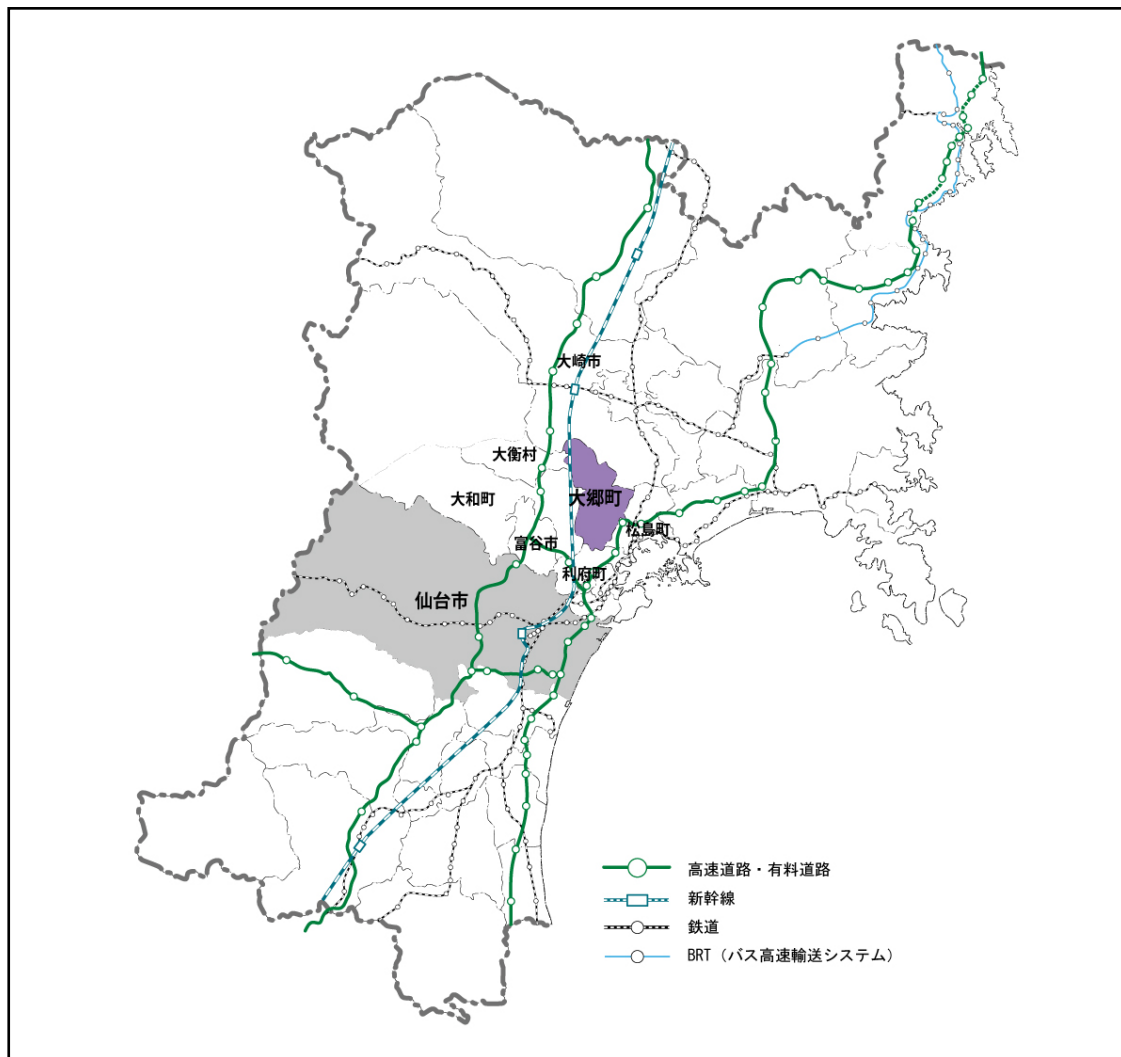 大崎市
大衡村
大和町
大郷町
松島町
富谷市
利府町
仙台市
高速道路・有料道路
新幹線
鉄道
BRT（バス高速輸送システム）